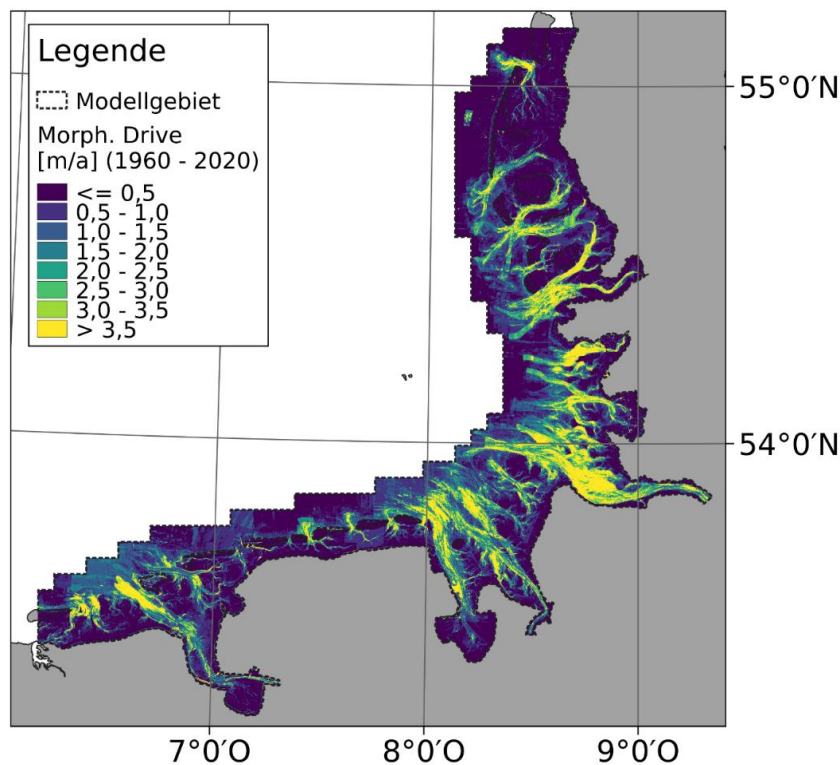 Legende
Modellgebiet
Morph. Drive
[m/a] (1960 - 2020)
<= 0,5
0,5 - 1,0
1,0 - 1,5
1,5 - 2,0
2,0 - 2,5
2,5 - 3,0
3,0 - 3,5
> 3,5
55°0′N
54°0′N
7°0′O
8°0′O
9°0′O